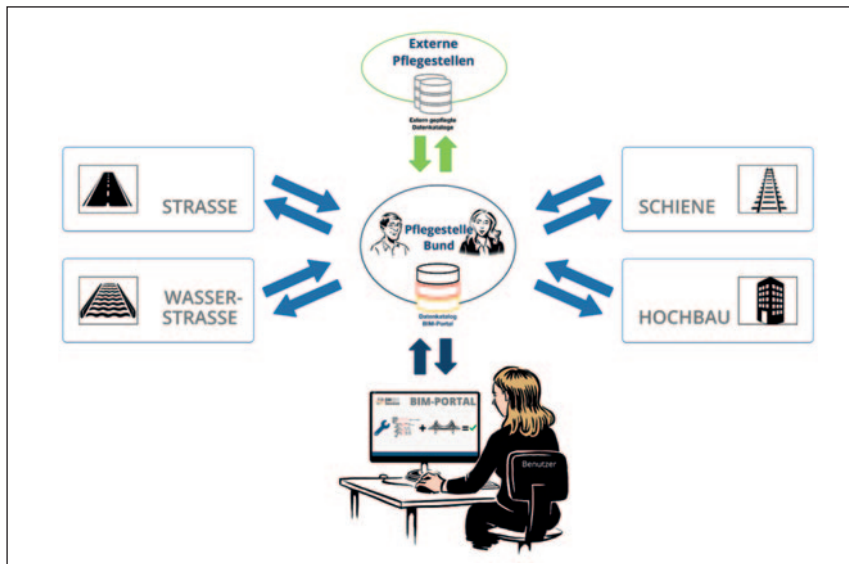 Externe
Pflegestellen
Extern gepflegte
Datenkataloge
STRASSE
SCHIENE
Pflegestelle
Bund
WASSER-
STRASSE
HOCHBAU
Datenkatalog
BIM-Portal
BIM-PORTAL
+
=
Benutzer